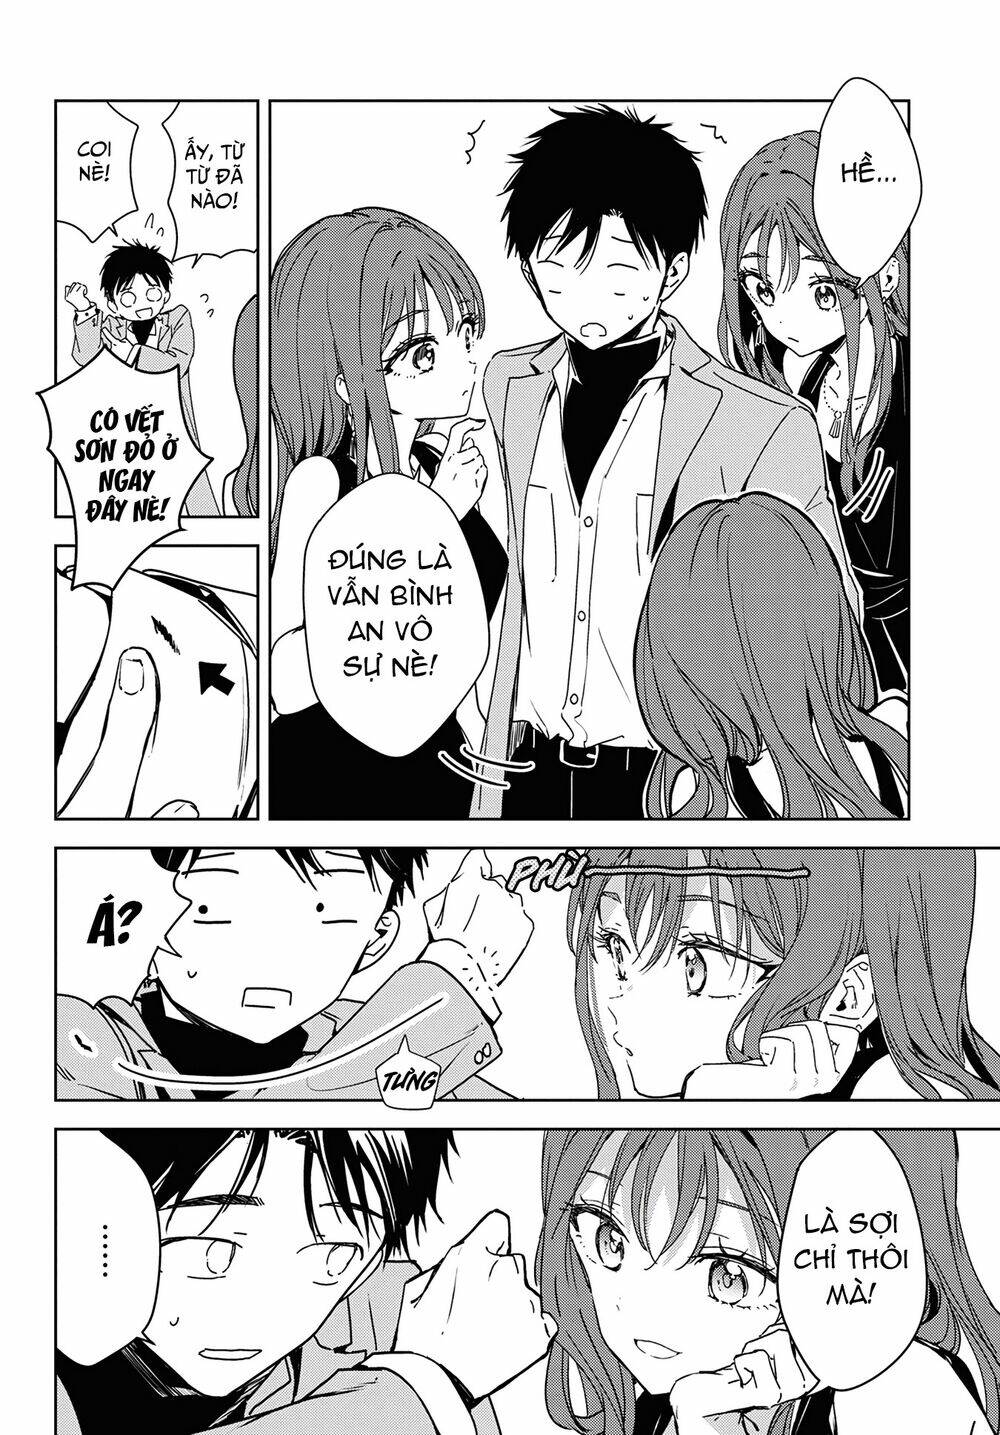 HỀ...
ĐÚNG LÀ
VẪN BÌNH
AN VÔ
SỰ NÈ!
ẤY, TỪ
TỪ ĐÃ
NÀO!
COI
NÈ!
CÓ VẾT
SƠN ĐỎ Ở
NGAY
ĐÂY NÈ!
PHÙ
TƯNG
Á?
LÀ SỢI
CHỈ THÔI
MÀ!
......